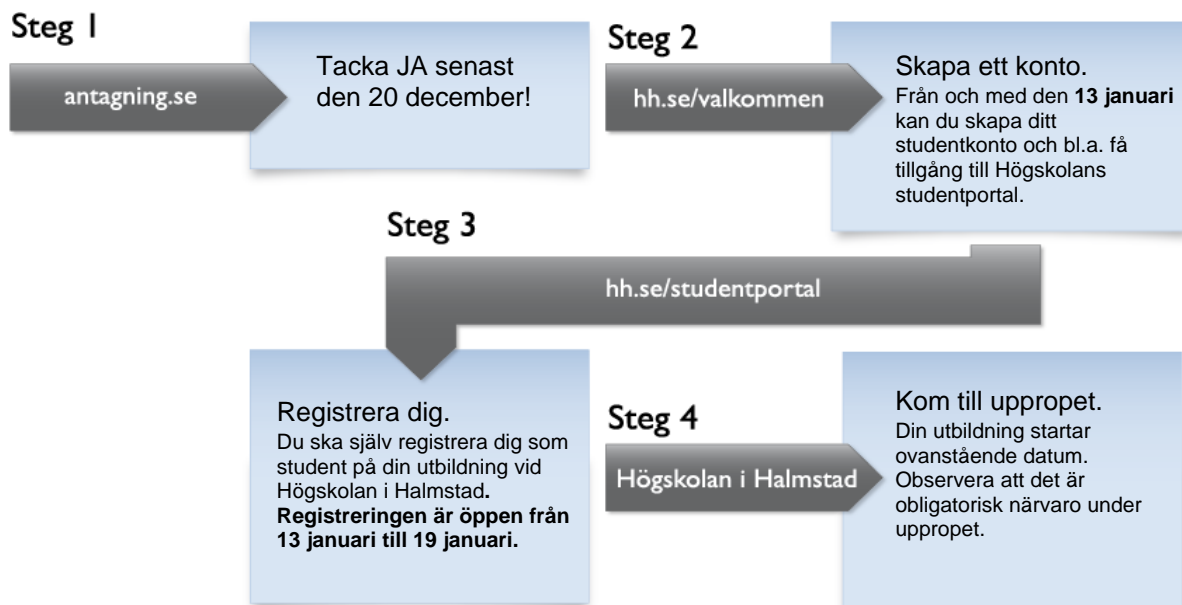 Steg 1
antagning.se
Tacka JA senast
den 20 december!
Steg 2
hh.se/valkommen
Skapa ett konto.
Från och med den 13 januari
kan du skapa ditt
studentkonto och bl.a. få
tillgång till Högskolans
studentportal.
Steg 3
hh.se/studentportal
Registrera dig.
Du ska själv registrera dig som
student på din utbildning vid
Högskolan i Halmstad.
Registreringen är öppen från
13 januari till 19 januari.
Steg 4
Högskolan i Halmstad
Kom till uppropet.
Din utbildning startar
ovanstående datum.
Observera att det är
obligatorisk närvaro under
uppropet.